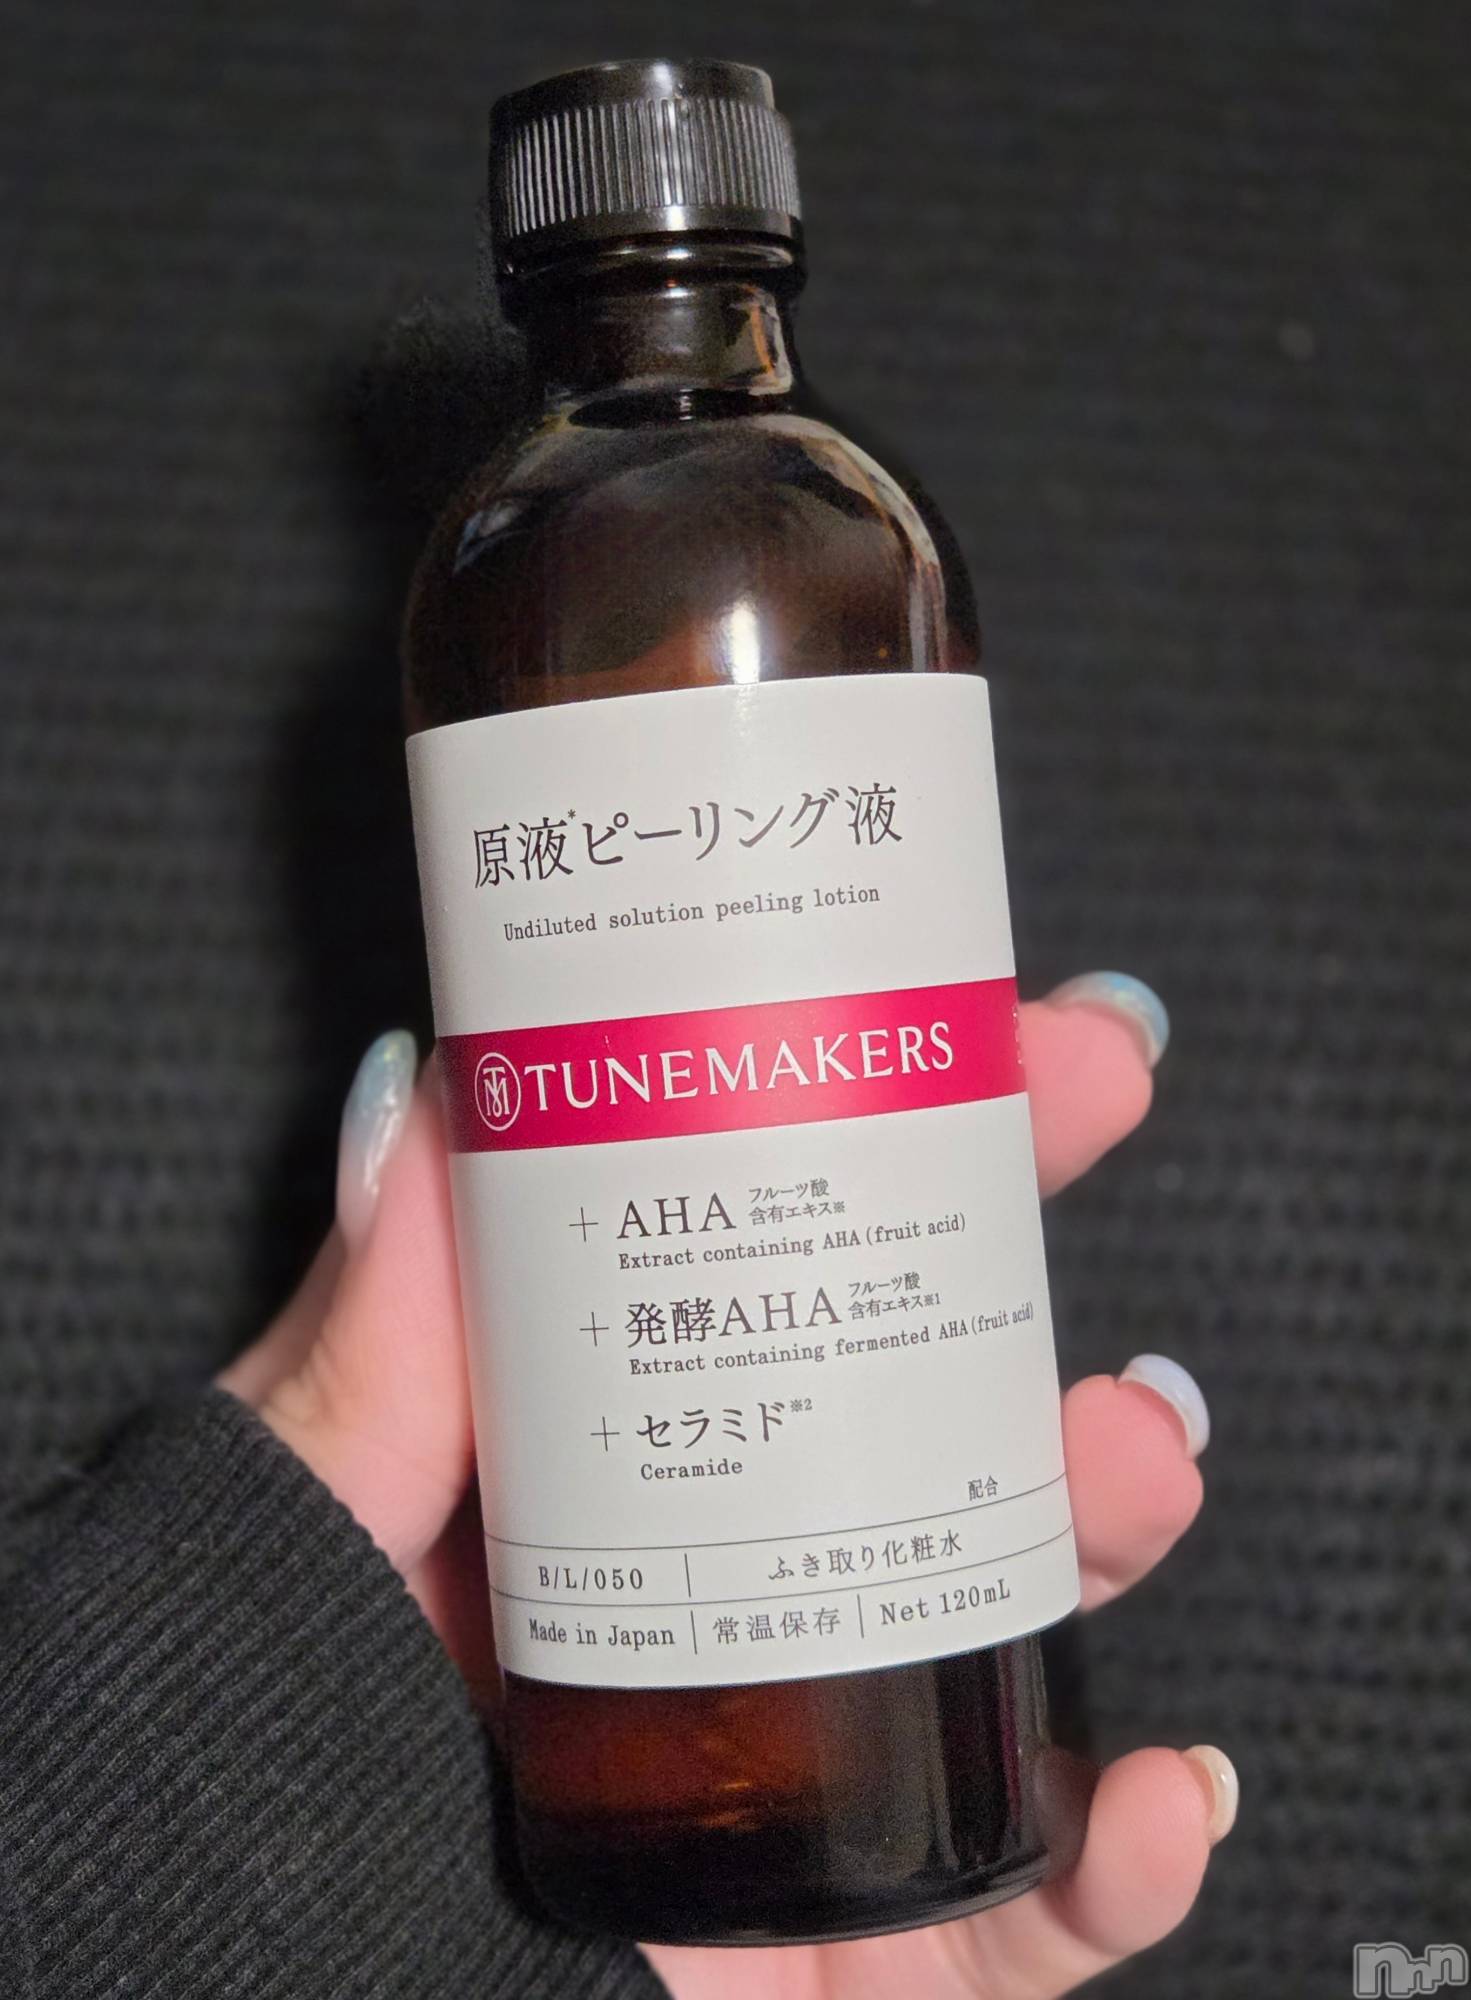 原液*ピーリング液
Undiluted solution peeling lotion
TM TUNEMAKERS
+ AHA フルーツ酸
含有エキス※
Extract containing AHA (fruit acid)
+ 発酵AHA フルーツ酸
含有エキス※1
Extract containing fermented AHA (fruit acid)
+ セラミド※2
Ceramide
配合
B/L/050 ふき取り化粧水
Made in Japan 常温保存 Net 120mL
nnn